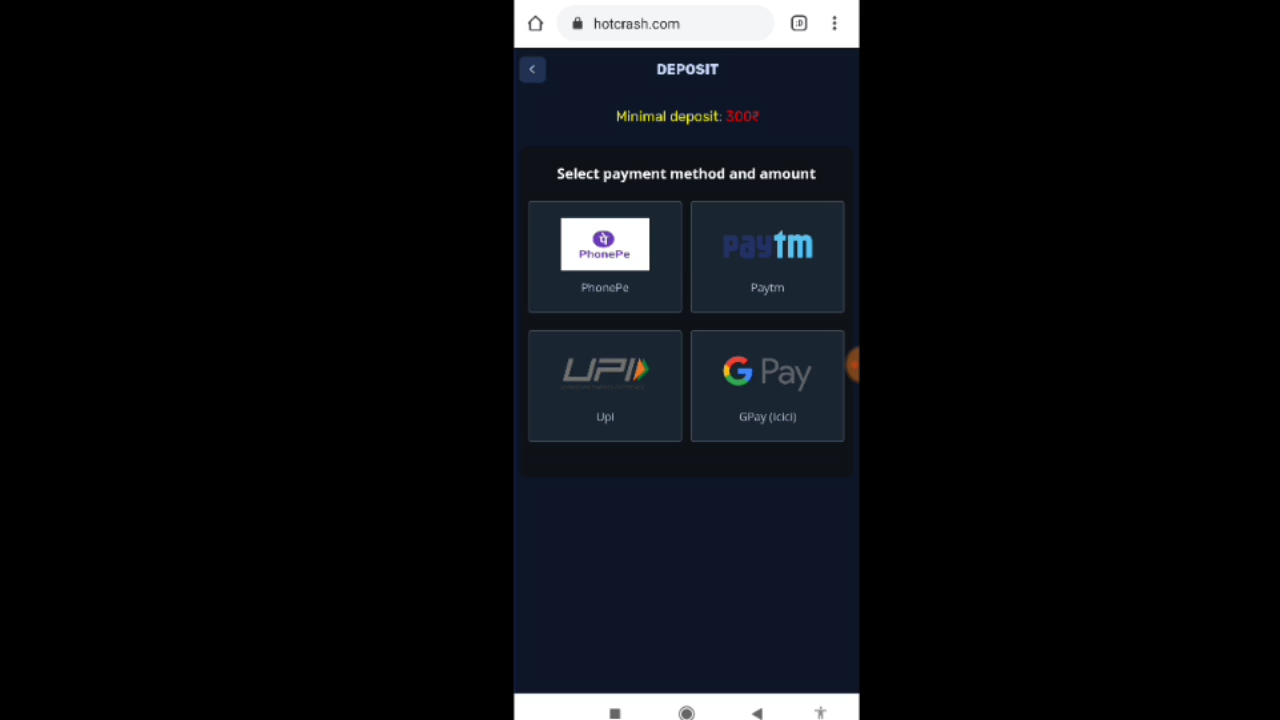 hotcrash.com
:D
DEPOSIT
Minimal deposit: 300₹
Select payment method and amount
पे
PhonePe
PhonePe
paytm
Paytm
UPI
UpI
G Pay
GPay (Icici)